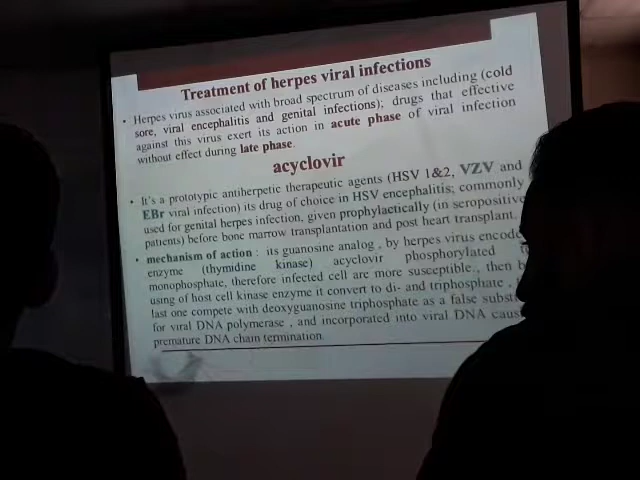 Treatment of herpes viral infections
• Herpes virus associated with broad spectrum of diseases including (cold
sore, viral encephalitis and genital infections); drugs that effective
against this virus exert its action in acute phase of viral infection
without effect during late phase.
acyclovir
• It's a prototypic antiherpetic therapeutic agents (HSV 1&2, VZV and
EBr viral infection) its drug of choice in HSV encephalitis; commonly
used for genital herpes infection, given prophylactically (in seropositive
patients) before bone marrow transplantation and post heart transplant.
• mechanism of action : its guanosine analog , by herpes virus encode
enzyme (thymidine kinase) acyclovir phosphorylated
monophosphate, therefore infected cell are more susceptible., then
using of host cell kinase enzyme it convert to di- and triphosphate ,
last one compete with deoxyguanosine triphosphate as a false subst
for viral DNA polymerase , and incorporated into viral DNA caus
premature DNA chain termination.